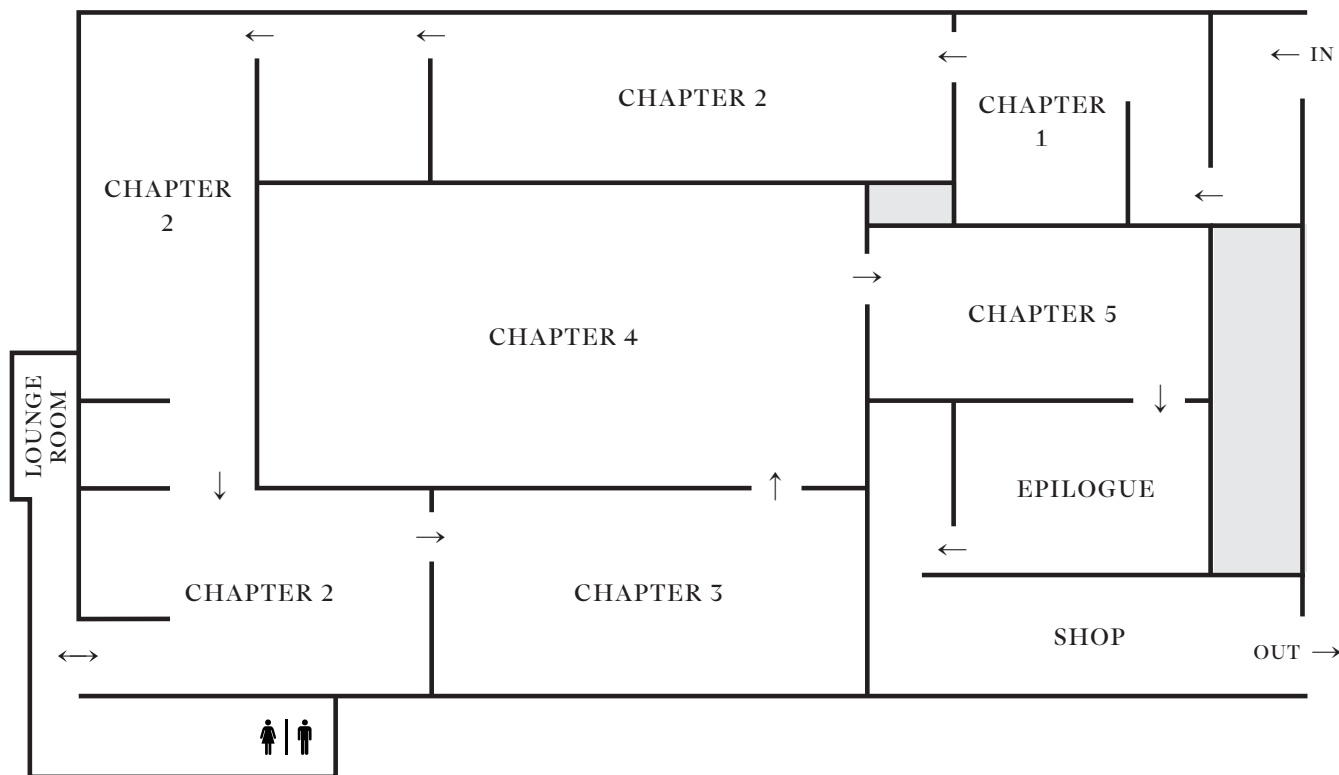 ← IN
CHAPTER 2
CHAPTER
1
CHAPTER
2
CHAPTER 4
CHAPTER 5
LOUNGE
ROOM
EPILOGUE
CHAPTER 2
CHAPTER 3
SHOP
OUT →